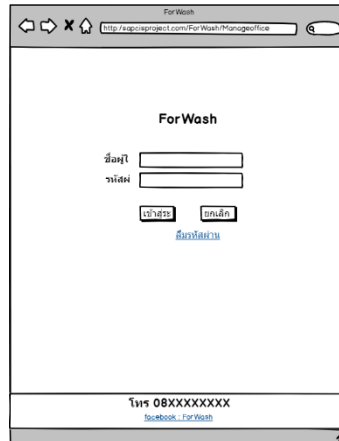 ForWash
http:/sapcieproject.com/ForWash/Manageoffice
ForWash
ชื่อผู้ใ
รหัสผ่
เข้าสู่ระ
ยกเลิก
ลืมรหัสผ่าน
โทร 08XXXXXXXX
facebook : ForWash